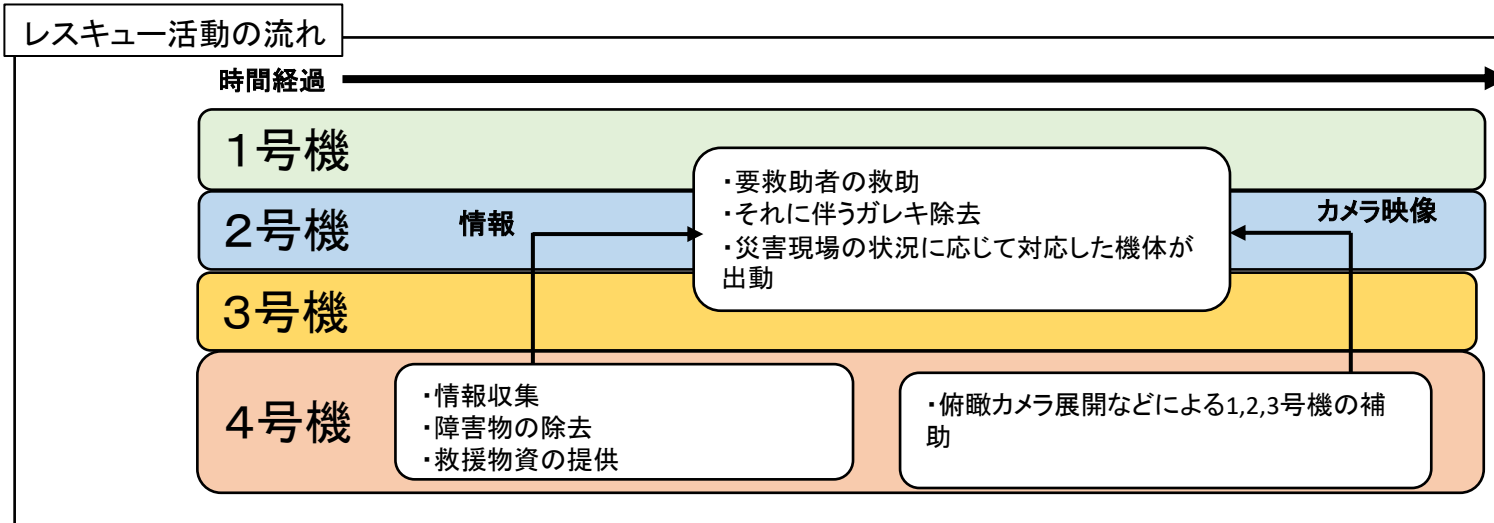 レスキュー活動の流れ
時間経過
１号機
・要救助者の救助
・それに伴うガレキ除去
・災害現場の状況に応じて対応した機体が
出動
２号機
情報
カメラ映像
３号機
４号機
・情報収集
・障害物の除去
・救援物資の提供
・俯瞰カメラ展開などによる1,2,3号機の補
助